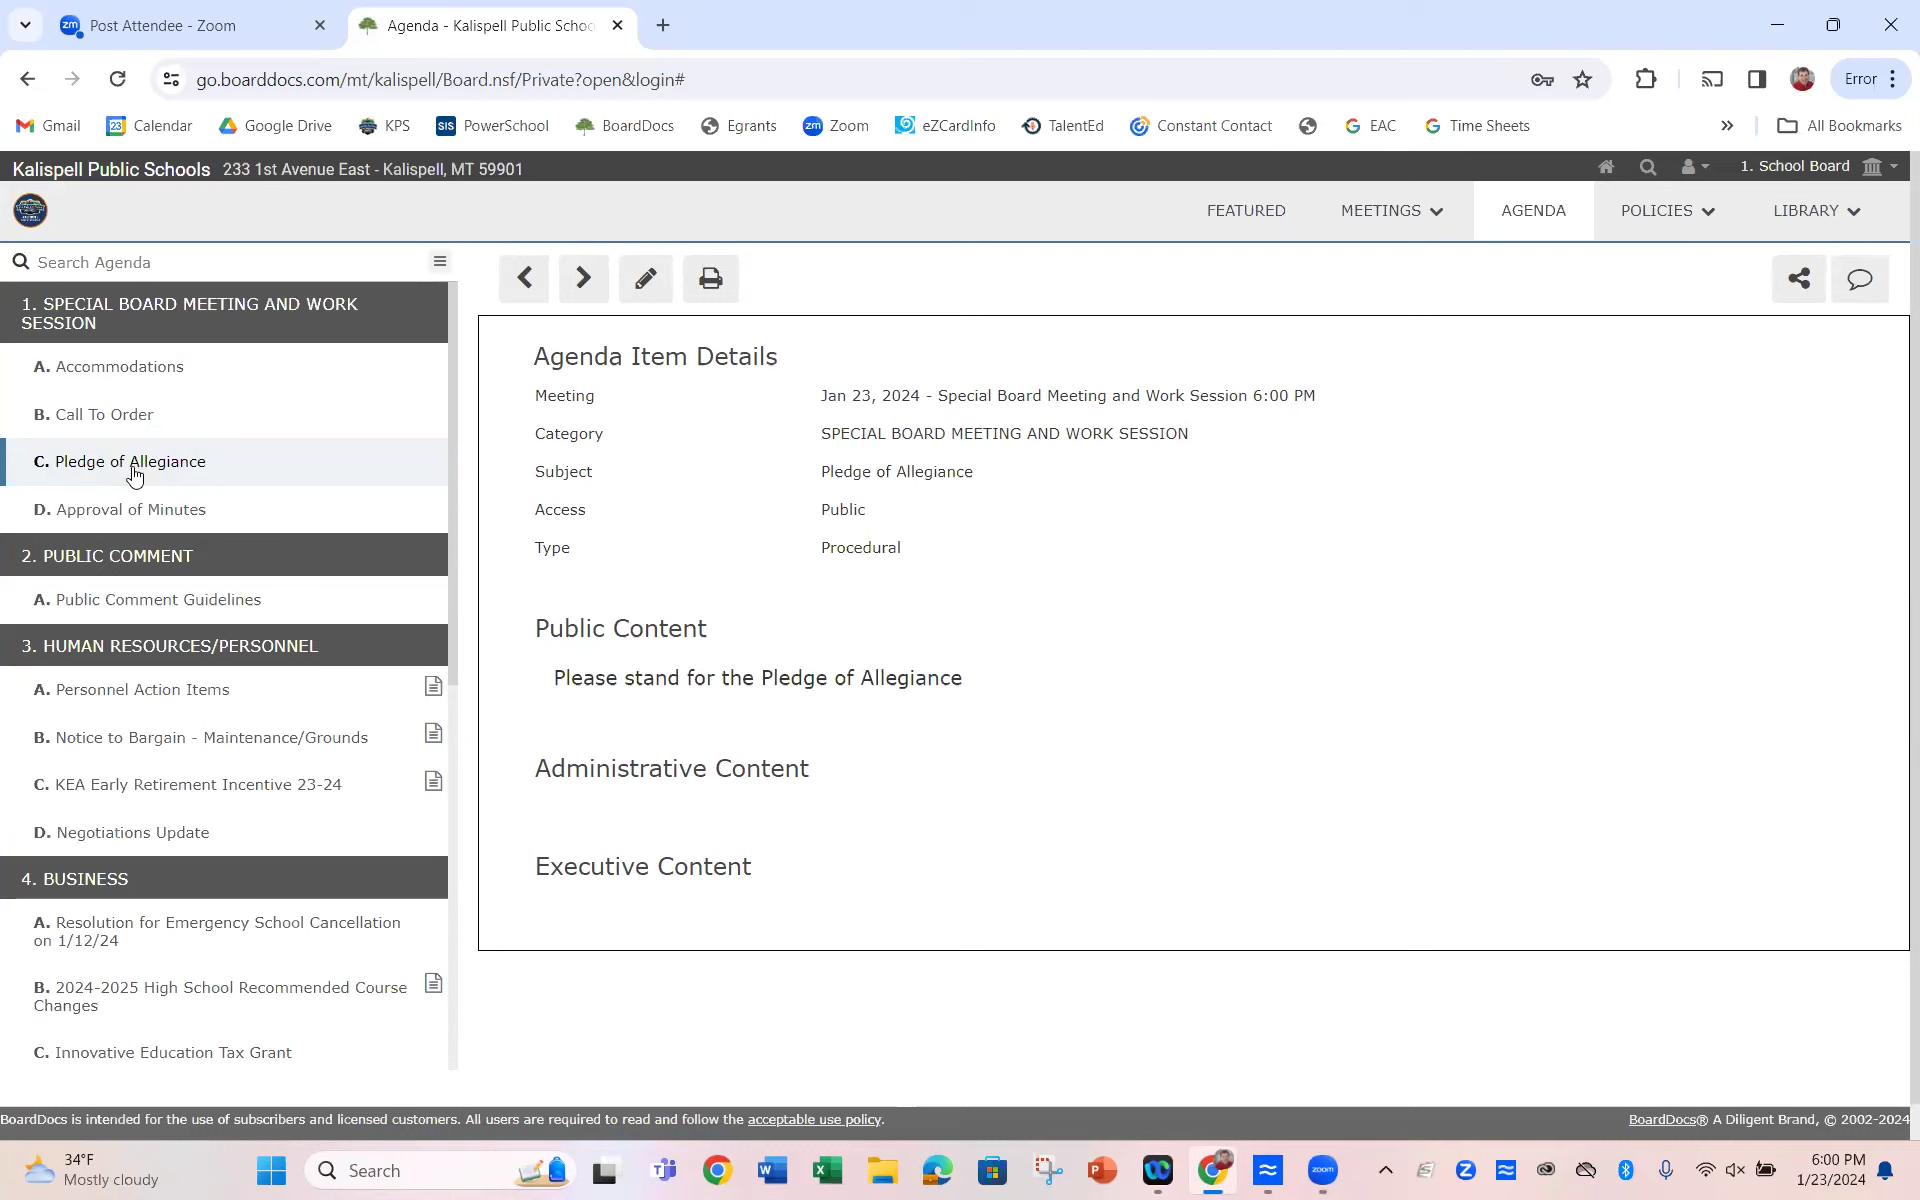 Post Attendee - Zoom
Agenda - Kalispell Public Schoo
go.boarddocs.com/mt/kalispell/Board.nsf/Private?open&login#
Error
Gmail
Calendar
Google Drive
KPS
SIS PowerSchool
BoardDocs
Egrants
zm Zoom
eZCardInfo
TalentEd
Constant Contact
EAC
Time Sheets
All Bookmarks
Kalispell Public Schools 233 1st Avenue East - Kalispell, MT 59901
1. School Board
FEATURED
MEETINGS
AGENDA
POLICIES
LIBRARY
Search Agenda
1. SPECIAL BOARD MEETING AND WORK
SESSION
A. Accommodations
B. Call To Order
C. Pledge of Allegiance
D. Approval of Minutes
2. PUBLIC COMMENT
A. Public Comment Guidelines
3. HUMAN RESOURCES/PERSONNEL
A. Personnel Action Items
B. Notice to Bargain - Maintenance/Grounds
C. KEA Early Retirement Incentive 23-24
D. Negotiations Update
4. BUSINESS
A. Resolution for Emergency School Cancellation
on 1/12/24
B. 2024-2025 High School Recommended Course
Changes
C. Innovative Education Tax Grant
Agenda Item Details
Meeting Jan 23, 2024 - Special Board Meeting and Work Session 6:00 PM
Category SPECIAL BOARD MEETING AND WORK SESSION
Subject Pledge of Allegiance
Access Public
Type Procedural
Public Content
Please stand for the Pledge of Allegiance
Administrative Content
Executive Content
BoardDocs is intended for the use of subscribers and licensed customers. All users are required to read and follow the acceptable use policy.
BoardDocs® A Diligent Brand, © 2002-2024
34°F
Mostly cloudy
Search
zoom
6:00 PM
1/23/2024